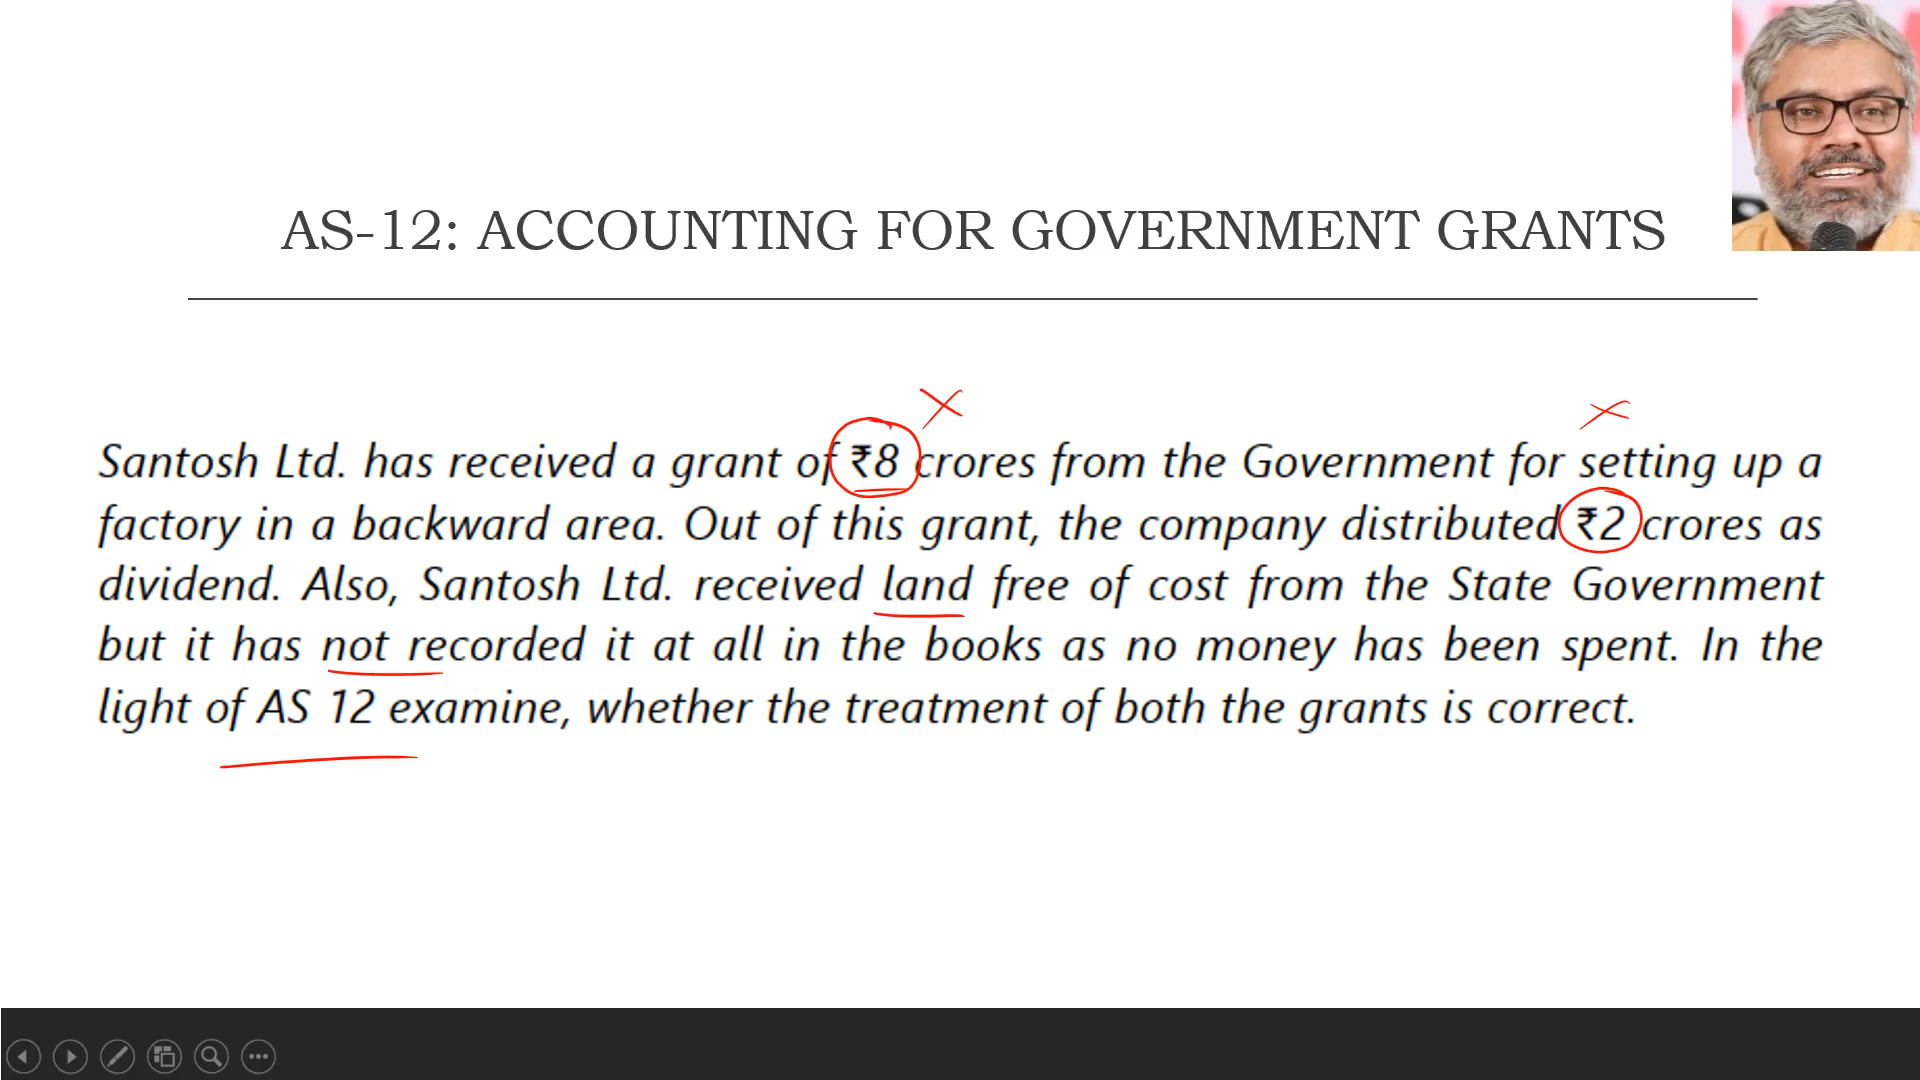 AS-12: ACCOUNTING FOR GOVERNMENT GRANTS
Santosh Ltd. has received a grant of ₹8 crores from the Government for setting up a
factory in a backward area. Out of this grant, the company distributed ₹2 crores as
dividend. Also, Santosh Ltd. received land free of cost from the State Government
but it has not recorded it at all in the books as no money has been spent. In the
light of AS 12 examine, whether the treatment of both the grants is correct.